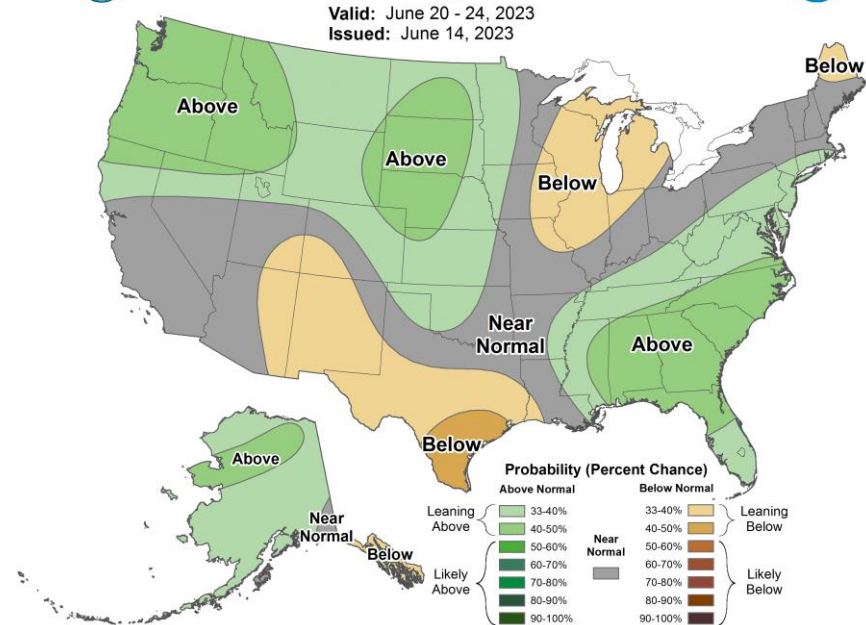 Valid: June 20 - 24, 2023
Issued: June 14, 2023
Below
Above
Above
Below
Near
Normal
Above
Below
Above
Near
Normal
Below
Probability (Percent Chance)
Above Normal
Below Normal
Leaning
Above
33-40%
40-50%
Likely
Above
50-60%
60-70%
70-80%
80-90%
90-100%
Near
Normal
33-40%
40-50%
Leaning
Below
50-60%
60-70%
70-80%
80-90%
90-100%
Likely
Below